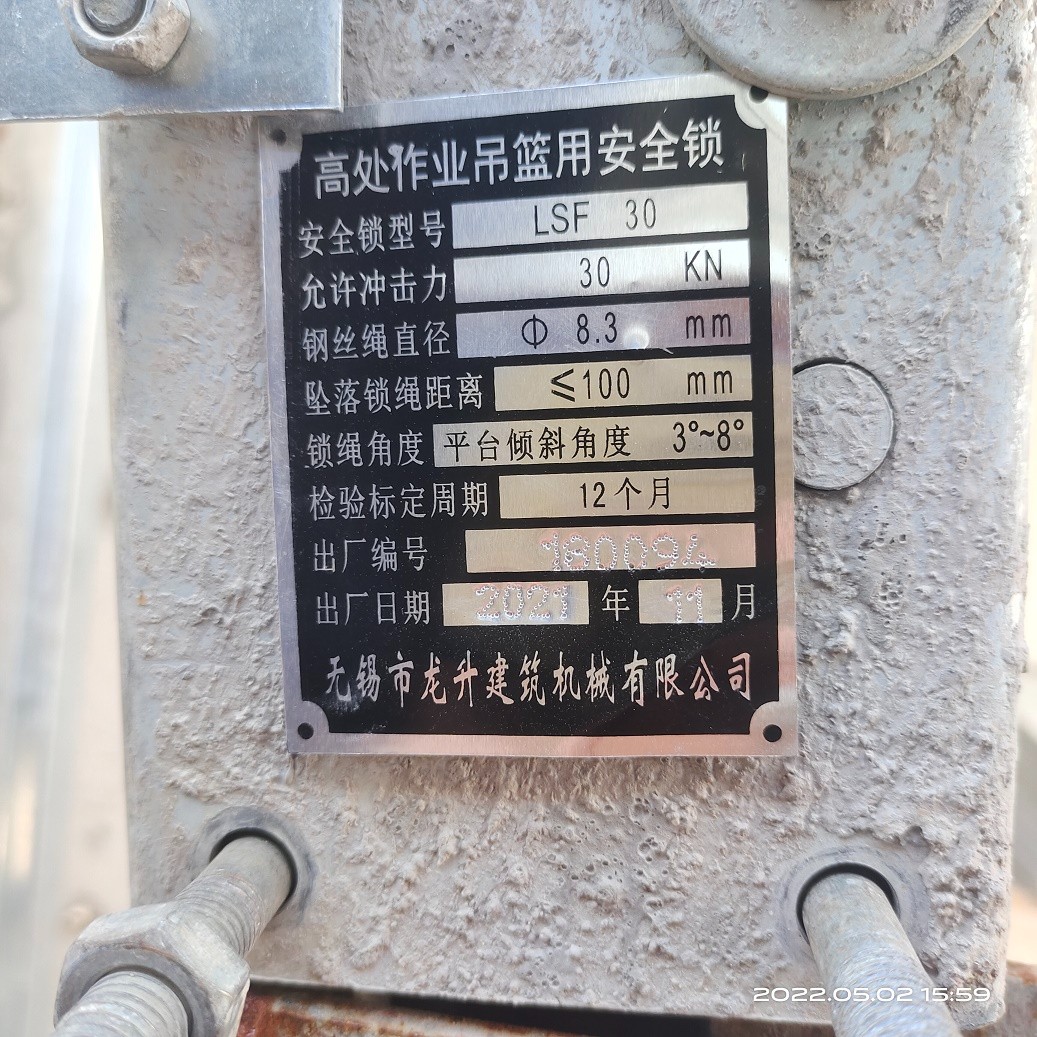 高处作业吊篮用安全锁
安全锁型号 LSF 30
允许冲击力 30 KN
钢丝绳直径 Φ 8.3 mm
坠落锁绳距离 ≤100 mm
锁绳角度 平台倾斜角度 3°~8°
检验标定周期 12个月
出厂编号 180094
出厂日期 2021 年 11 月
无锡市龙升建筑机械有限公司
2022.05.02 15:59